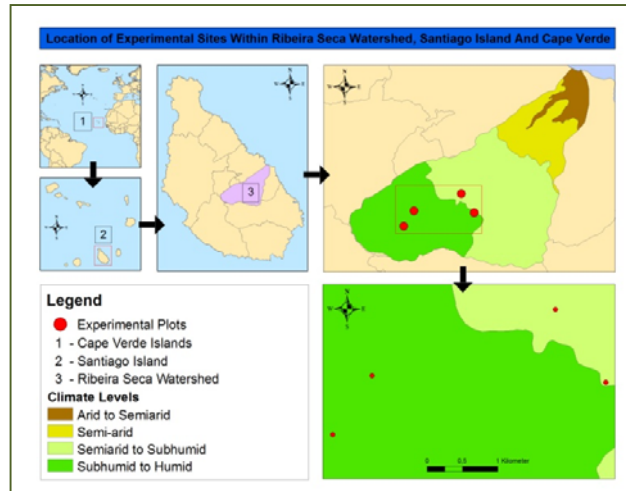 Location of Experimental Sites Within Ribeira Seca Watershed, Santiago Island And Cape Verde
1
2
3
N
W E
S
Legend
Experimental Plots
1 - Cape Verde Islands
2 - Santiago Island
3 - Ribeira Seca Watershed
Climate Levels
Arid to Semiarid
Semi-arid
Semiarid to Subhumid
Subhumid to Humid
N
W E
S
N
W E
S
0 0.5 1 Kilometer